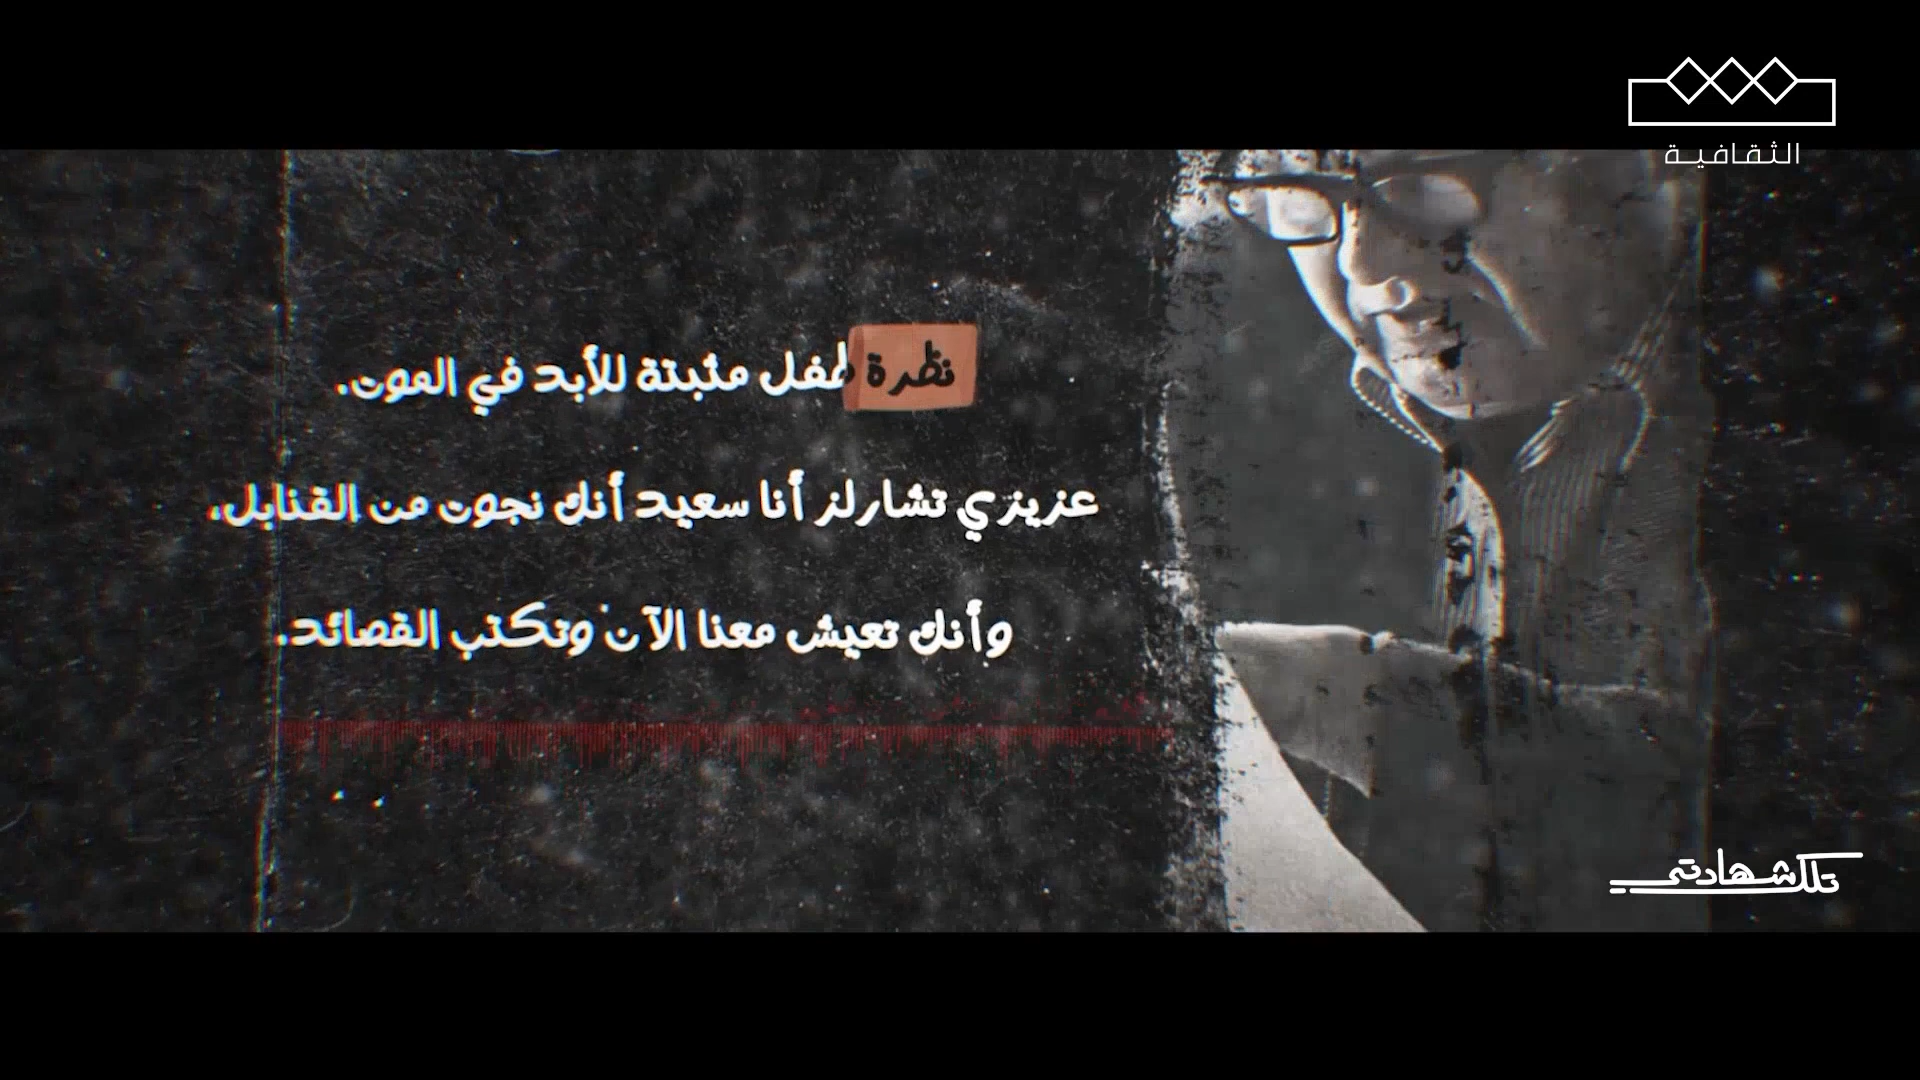 الثقافية
نظرة طفل مثبتة للأبد في الموت.
عزيزي تشارلز أنا سعيد أنك نجوت من القنابل،
وأنك تعيش معنا الآن وتكتب القصائد.
تلك شهادتي